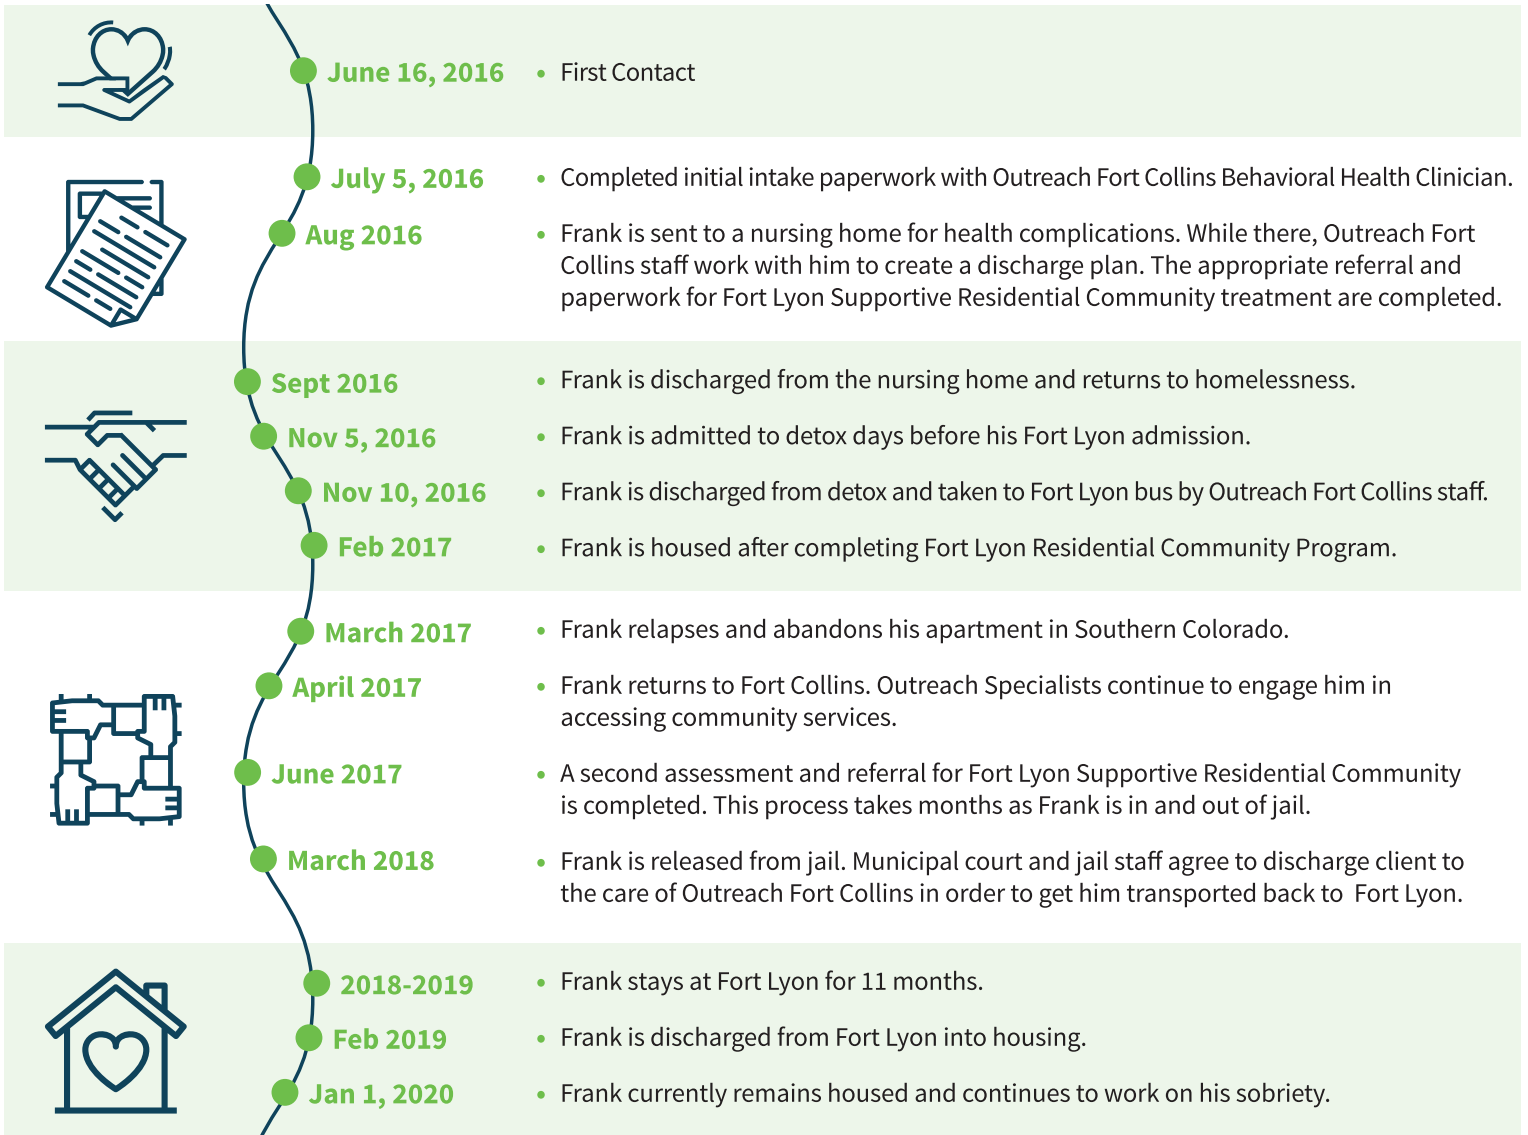 June 16, 2016 • First Contact
July 5, 2016 • Completed initial intake paperwork with Outreach Fort Collins Behavioral Health Clinician.
Aug 2016 • Frank is sent to a nursing home for health complications. While there, Outreach Fort
Collins staff work with him to create a discharge plan. The appropriate referral and
paperwork for Fort Lyon Supportive Residential Community treatment are completed.
Sept 2016 • Frank is discharged from the nursing home and returns to homelessness.
Nov 5, 2016 • Frank is admitted to detox days before his Fort Lyon admission.
Nov 10, 2016 • Frank is discharged from detox and taken to Fort Lyon bus by Outreach Fort Collins staff.
Feb 2017 • Frank is housed after completing Fort Lyon Residential Community Program.
March 2017 • Frank relapses and abandons his apartment in Southern Colorado.
April 2017 • Frank returns to Fort Collins. Outreach Specialists continue to engage him in
accessing community services.
June 2017 • A second assessment and referral for Fort Lyon Supportive Residential Community
is completed. This process takes months as Frank is in and out of jail.
March 2018 • Frank is released from jail. Municipal court and jail staff agree to discharge client to
the care of Outreach Fort Collins in order to get him transported back to Fort Lyon.
2018-2019 • Frank stays at Fort Lyon for 11 months.
Feb 2019 • Frank is discharged from Fort Lyon into housing.
Jan 1, 2020 • Frank currently remains housed and continues to work on his sobriety.